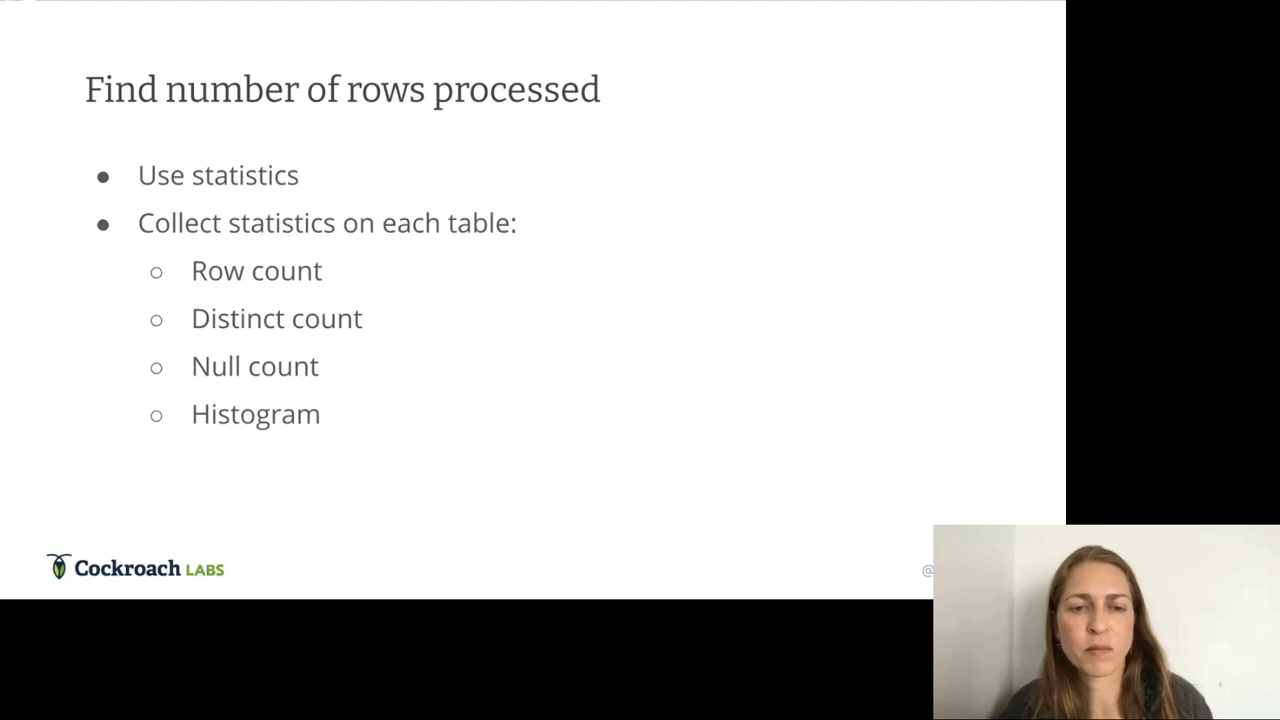 Find number of rows processed
● Use statistics
● Collect statistics on each table:
○ Row count
○ Distinct count
○ Null count
○ Histogram
Cockroach LABS
@